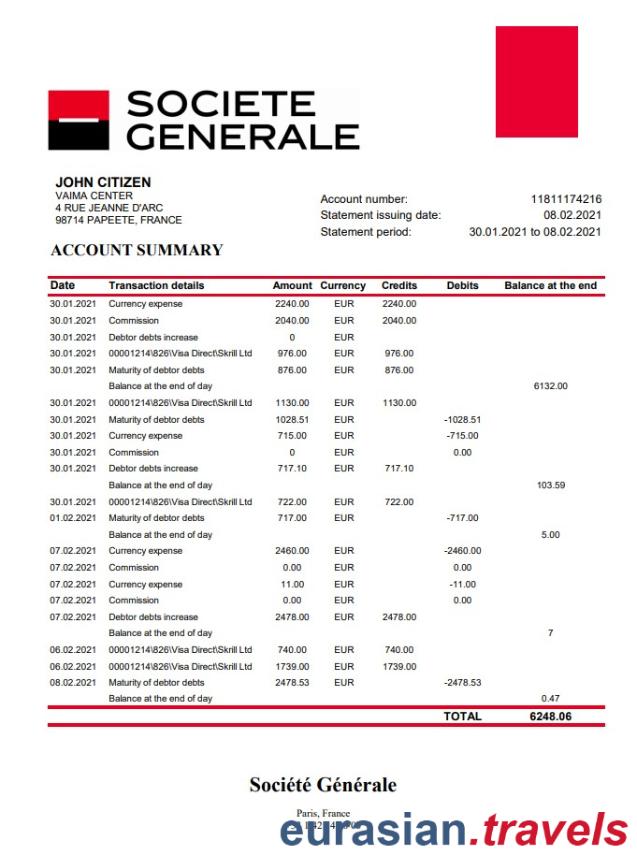 SOCIETE
GENERALE
JOHN CITIZEN
VAIMA CENTER
4 RUE JEANNE D'ARC
98714 PAPEETE, FRANCE
Account number: 11811174216
Statement issuing date: 08.02.2021
Statement period: 30.01.2021 to 08.02.2021
ACCOUNT SUMMARY
Date Transaction details Amount Currency Credits Debits Balance at the end
30.01.2021 Currency expense 2240.00 EUR 2240.00
30.01.2021 Commission 2040.00 EUR 2040.00
30.01.2021 Debtor debts increase 0 EUR
30.01.2021 00001214\826\Visa Direct\Skrill Ltd 976.00 EUR 976.00
30.01.2021 Maturity of debtor debts 876.00 EUR 876.00
Balance at the end of day 6132.00
30.01.2021 00001214\826\Visa Direct\Skrill Ltd 1130.00 EUR 1130.00
30.01.2021 Maturity of debtor debts 1028.51 EUR -1028.51
30.01.2021 Currency expense 715.00 EUR -715.00
30.01.2021 Commission 0 EUR 0.00
30.01.2021 Debtor debts increase 717.10 EUR 717.10
Balance at the end of day 103.59
30.01.2021 00001214\826\Visa Direct\Skrill Ltd 722.00 EUR 722.00
01.02.2021 Maturity of debtor debts 717.00 EUR -717.00
Balance at the end of day 5.00
07.02.2021 Currency expense 2460.00 EUR -2460.00
07.02.2021 Commission 0.00 EUR 0.00
07.02.2021 Currency expense 11.00 EUR -11.00
07.02.2021 Commission 0.00 EUR 0.00
07.02.2021 Debtor debts increase 2478.00 EUR 2478.00
Balance at the end of day 7
06.02.2021 00001214\826\Visa Direct\Skrill Ltd 740.00 EUR 740.00
06.02.2021 00001214\826\Visa Direct\Skrill Ltd 1739.00 EUR 1739.00
08.02.2021 Maturity of debtor debts 2478.53 EUR -2478.53
Balance at the end of day 0.47
TOTAL 6248.06
Société Générale
Paris, France
eurasian.travels